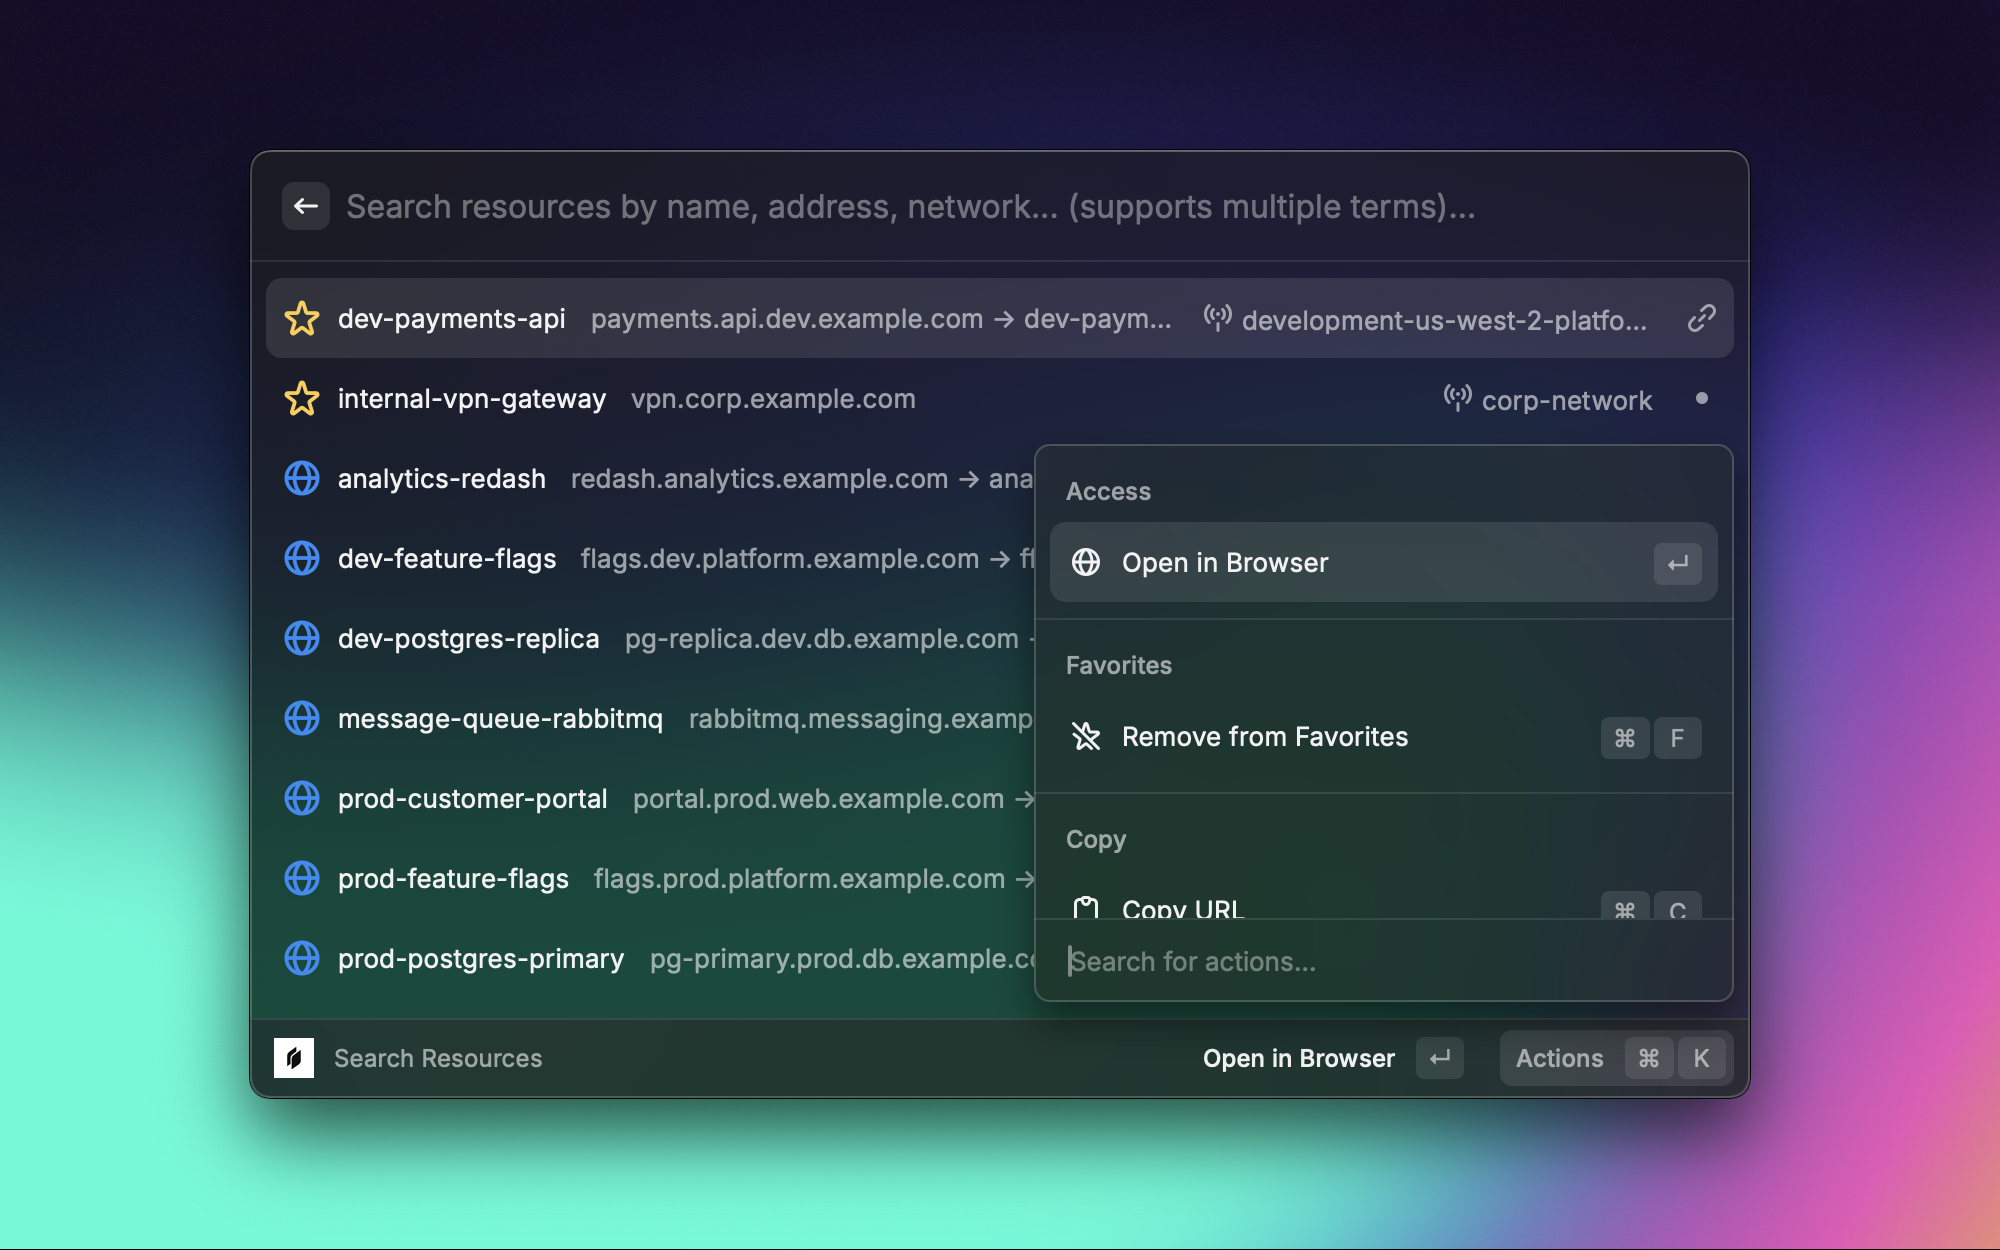 Search resources by name, address, network... (supports multiple terms)...
dev-payments-api payments.api.dev.example.com → dev-paym... development-us-west-2-platfo...
internal-vpn-gateway vpn.corp.example.com corp-network
analytics-redash redash.analytics.example.com → ana
dev-feature-flags flags.dev.platform.example.com →
dev-postgres-replica pg-replica.dev.db.example.com
message-queue-rabbitmq rabbitmq.messaging.examp
prod-customer-portal portal.prod.web.example.com →
prod-feature-flags flags.prod.platform.example.com →
prod-postgres-primary pg-primary.prod.db.example.c
Access
Open in Browser ↵
Favorites
Remove from Favorites ⌘ F
Copy
Copy URL ⌘ C
Search for actions...
Search Resources Open in Browser ↵ Actions ⌘ K